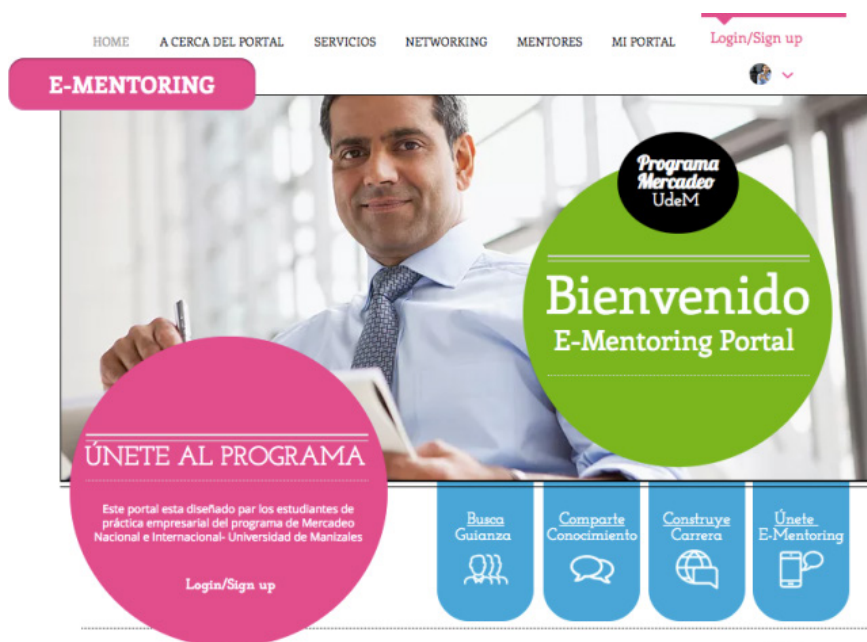 HOME A CERCA DEL PORTAL SERVICIOS NETWORKING MENTORES MI PORTAL Login/Sign up
E-MENTORING
Programa
Mercadeo
UdeM
Bienvenido
E-Mentoring Portal
ÚNETE AL PROGRAMA
Este portal esta diseñado par los estudiantes de
práctica empresarial del programa de Mercadeo
Nacional e Internacional- Universidad de Manizales
Login/Sign up
Busca
Guianza
Comparte
Conocimiento
Construye
Carrera
Únete
E-Mentoring